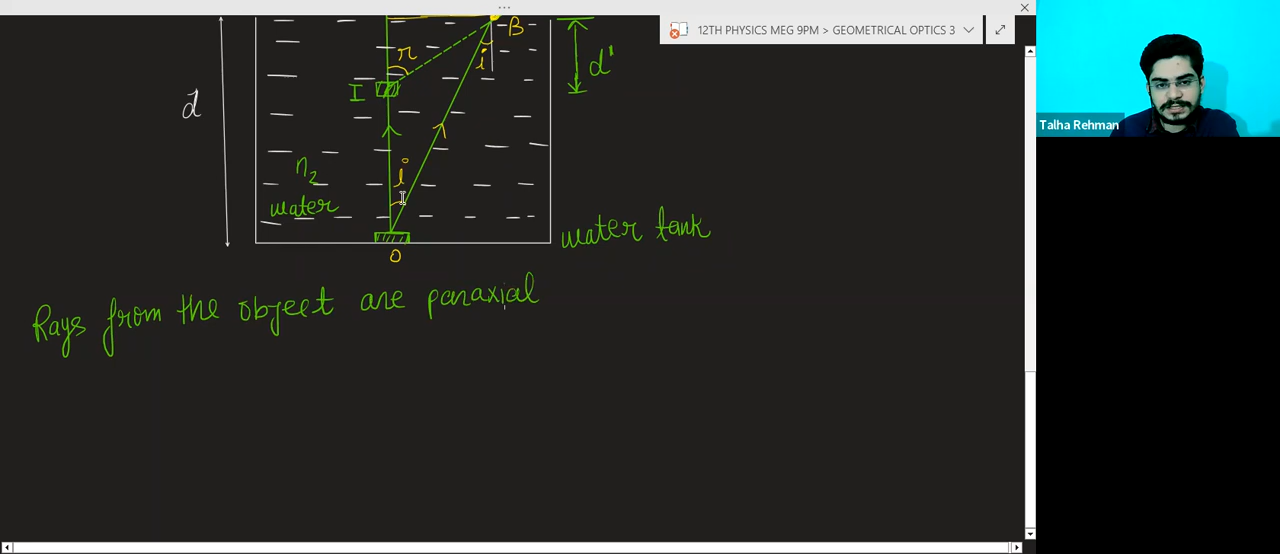 12TH PHYSICS MEG 9PM > GEOMETRICAL OPTICS 3
Talha Rehman
B
r
i
d'
I
d
i
n2
water
water tank
O
Rays from the object are paraxial